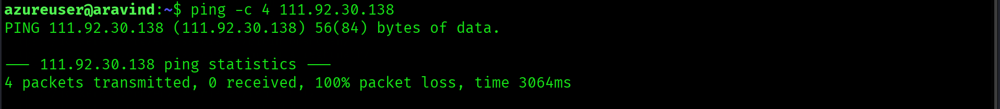 azureuser@aravind:~$ ping -c 4 111.92.30.138
PING 111.92.30.138 (111.92.30.138) 56(84) bytes of data.
--- 111.92.30.138 ping statistics ---
4 packets transmitted, 0 received, 100% packet loss, time 3064ms